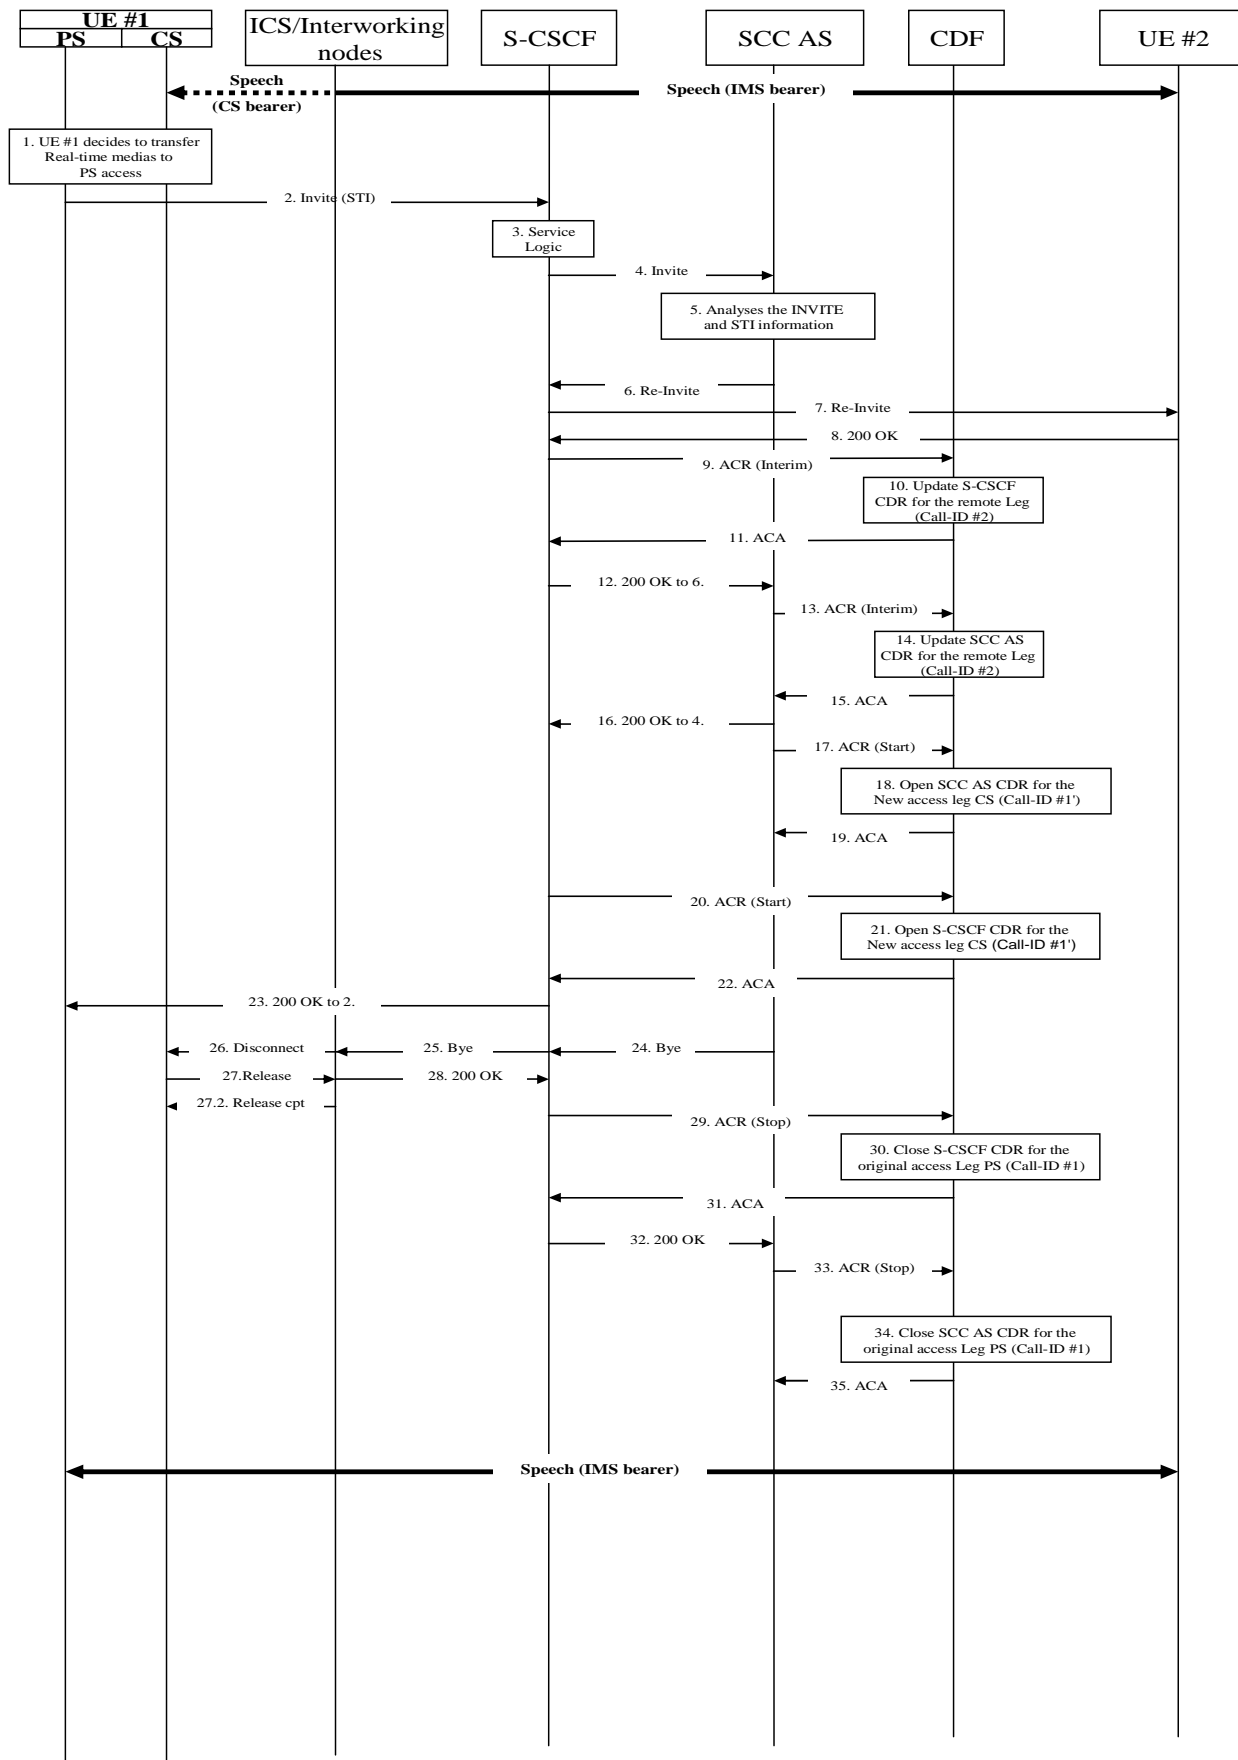 UE #1
PS
CS
ICS/Interworking
nodes
S-CSCF
SCC AS
CDF
UE #2
Speech
(CS bearer)
Speech (IMS bearer)
1. UE #1 decides to transfer
Real-time medias to
PS access
2. Invite (STI)
3. Service
Logic
4. Invite
5. Analyses the INVITE
and STI information
6. Re-Invite
7. Re-Invite
8. 200 OK
9. ACR (Interim)
10. Update S-CSCF
CDR for the remote Leg
(Call-ID #2)
11. ACA
12. 200 OK to 6.
13. ACR (Interim)
14. Update SCC AS
CDR for the remote Leg
(Call-ID #2)
15. ACA
16. 200 OK to 4.
17. ACR (Start)
18. Open SCC AS CDR for the
New access leg CS (Call-ID #1')
19. ACA
20. ACR (Start)
21. Open S-CSCF CDR for the
New access leg CS (Call-ID #1')
22. ACA
23. 200 OK to 2.
24. Bye
25. Bye
26. Disconnect
27.Release
28. 200 OK
27.2. Release cpt
29. ACR (Stop)
30. Close S-CSCF CDR for the
original access Leg PS (Call-ID #1)
31. ACA
32. 200 OK
33. ACR (Stop)
34. Close SCC AS CDR for the
original access Leg PS (Call-ID #1)
35. ACA
Speech (IMS bearer)